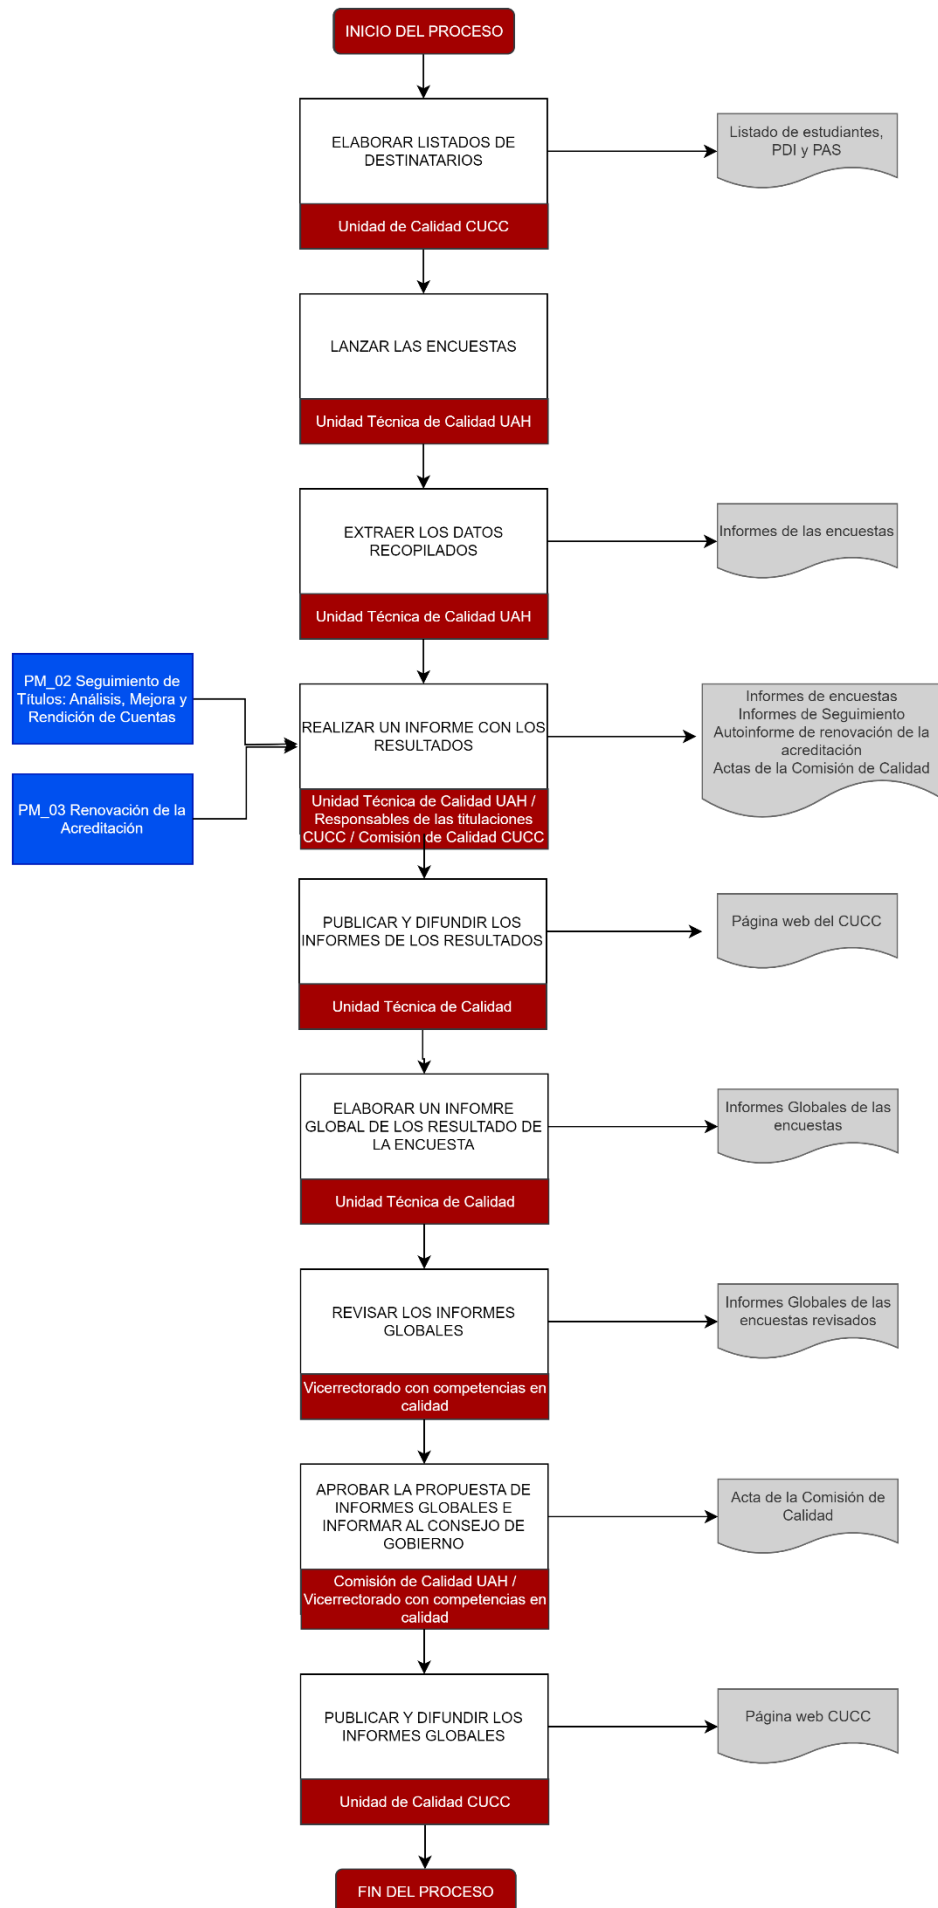 INICIO DEL PROCESO
ELABORAR LISTADOS DE
DESTINATARIOS
Unidad de Calidad CUCC
Listado de estudiantes,
PDI y PAS
LANZAR LAS ENCUESTAS
Unidad Técnica de Calidad UAH
EXTRAER LOS DATOS
RECOPILADOS
Unidad Técnica de Calidad UAH
Informes de las encuestas
PM_02 Seguimiento de
Títulos: Análisis, Mejora y
Rendición de Cuentas
PM_03 Renovación de la
Acreditación
REALIZAR UN INFORME CON LOS
RESULTADOS
Unidad Técnica de Calidad UAH /
Responsables de las titulaciones
CUCC / Comisión de Calidad CUCC
Informes de encuestas
Informes de Seguimiento
Autoinforme de renovación de la
acreditación
Actas de la Comisión de Calidad
PUBLICAR Y DIFUNDIR LOS
INFORMES DE LOS RESULTADOS
Unidad Técnica de Calidad
Página web del CUCC
ELABORAR UN INFOMRE
GLOBAL DE LOS RESULTADO DE
LA ENCUESTA
Unidad Técnica de Calidad
Informes Globales de las
encuestas
REVISAR LOS INFORMES
GLOBALES
Vicerrectorado con competencias en
calidad
Informes Globales de las
encuestas revisados
APROBAR LA PROPUESTA DE
INFORMES GLOBALES E
INFORMAR AL CONSEJO DE
GOBIERNO
Comisión de Calidad UAH /
Vicerrectorado con competencias en
calidad
Acta de la Comisión de
Calidad
PUBLICAR Y DIFUNDIR LOS
INFORMES GLOBALES
Unidad de Calidad CUCC
Página web CUCC
FIN DEL PROCESO